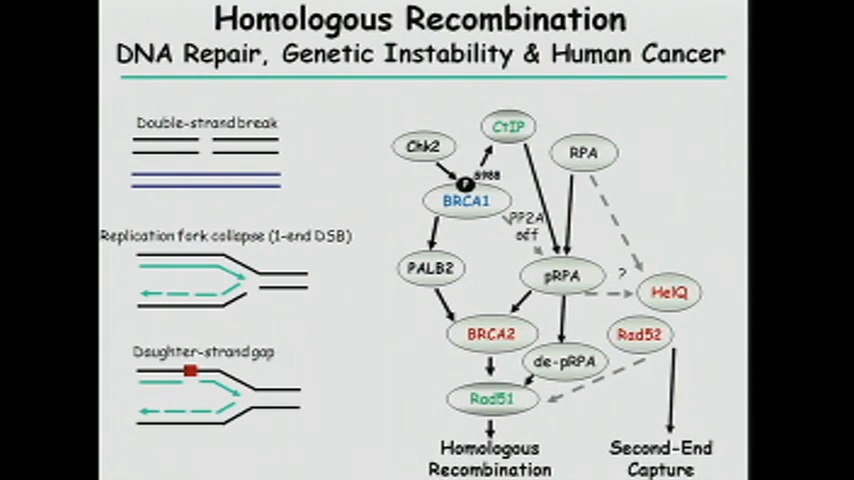 Homologous Recombination
DNA Repair, Genetic Instability & Human Cancer
Double-strand break
Replication fork collapse (1-end DSB)
Daughter-strand gap
CtIP
Chk2
RPA
P
S988
BRCA1
PP2A
off
PALB2
pRPA
?
HelQ
BRCA2
Rad52
de-pRPA
Rad51
Homologous
Recombination
Second-End
Capture